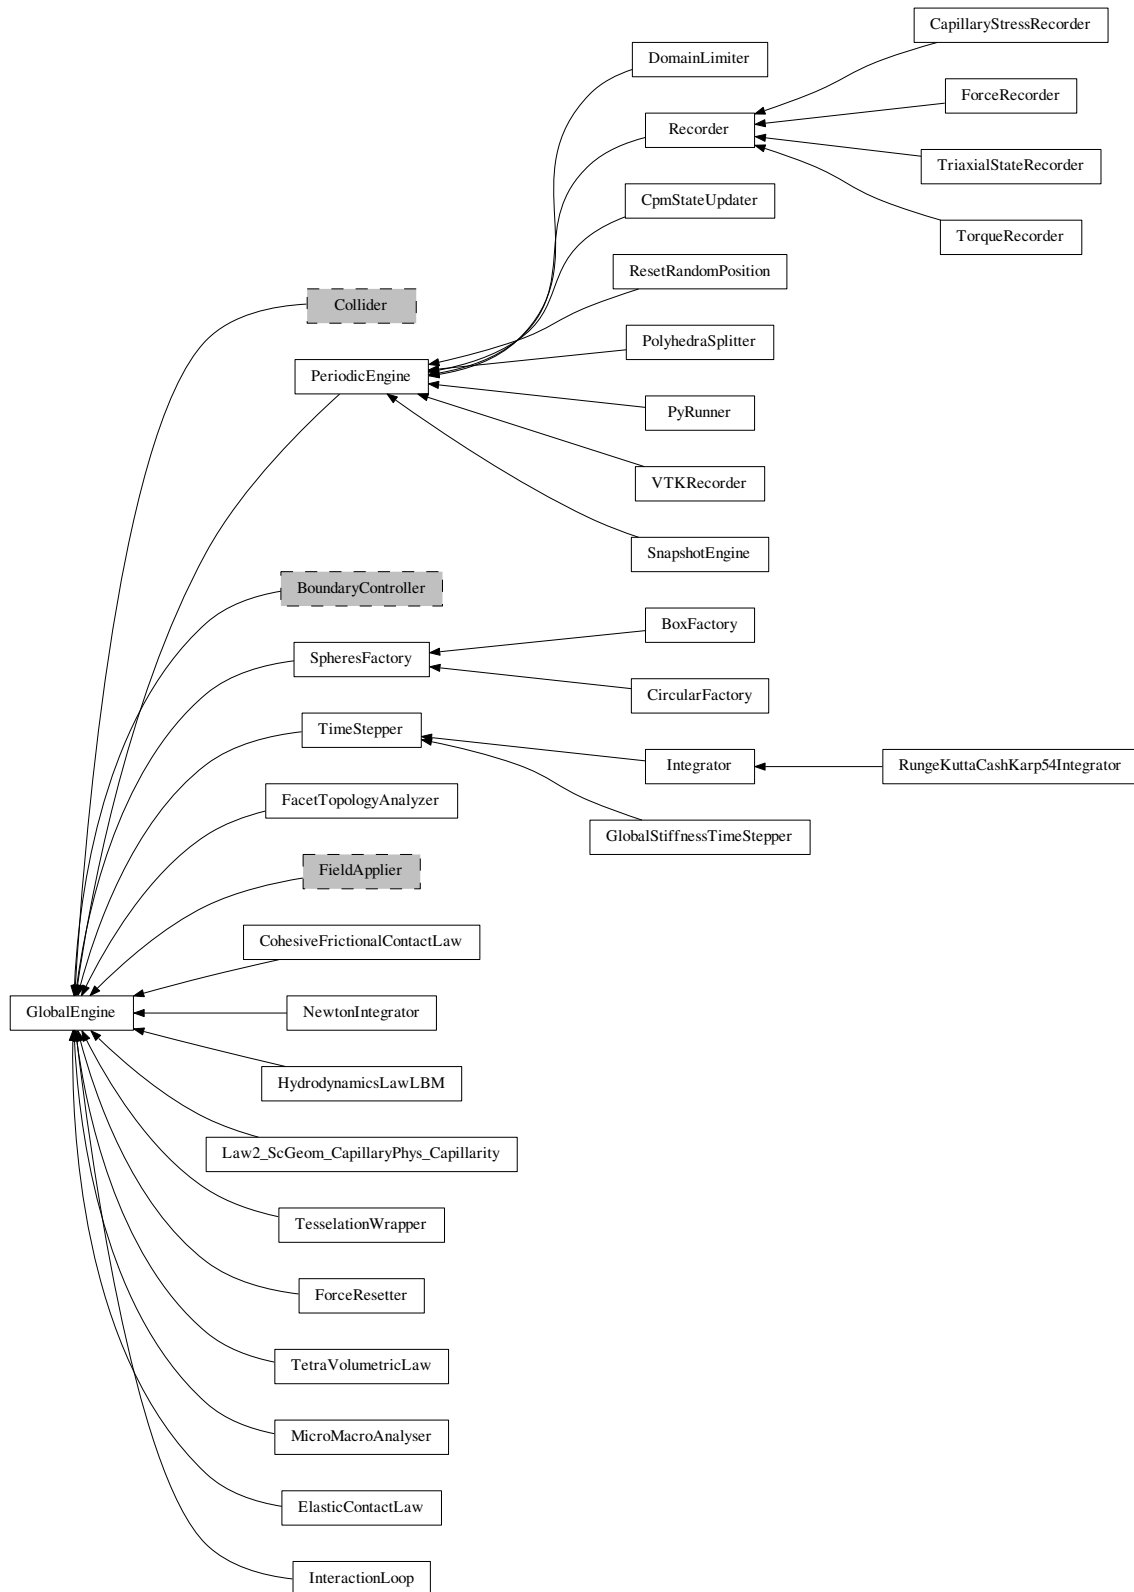 CapillaryStressRecorder
DomainLimiter
ForceRecorder
Recorder
TriaxialStateRecorder
CpmStateUpdater
TorqueRecorder
ResetRandomPosition
Collider
PolyhedraSplitter
PeriodicEngine
PyRunner
VTKRecorder
SnapshotEngine
BoundaryController
BoxFactory
SpheresFactory
CircularFactory
TimeStepper
Integrator
RungeKuttaCashKarp54Integrator
FacetTopologyAnalyzer
GlobalStiffnessTimeStepper
FieldApplier
CohesiveFrictionalContactLaw
GlobalEngine
NewtonIntegrator
HydrodynamicsLawLBM
Law2_ScGeom_CapillaryPhys_Capillarity
TesselationWrapper
ForceResetter
TetraVolumetricLaw
MicroMacroAnalyser
ElasticContactLaw
InteractionLoop